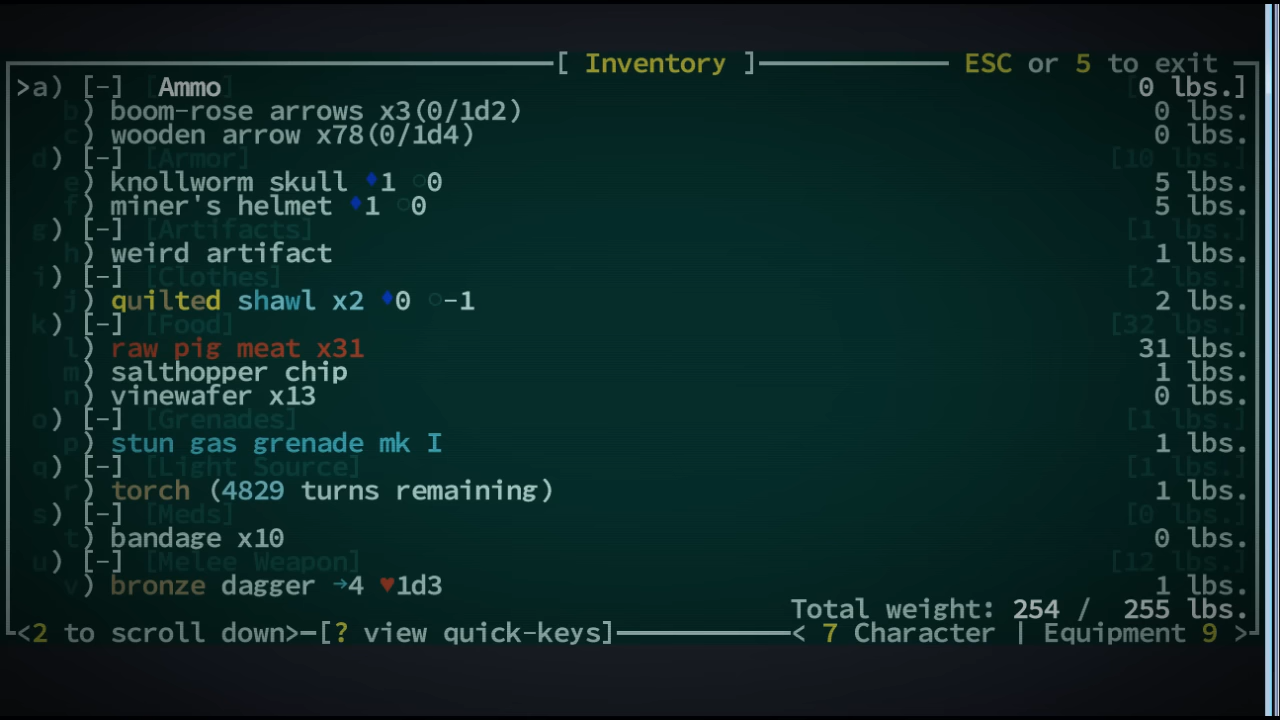 [ Inventory ] ESC or 5 to exit
>a) [-] Ammo 0 lbs.]
b) boom-rose arrows x3(0/1d2) 0 lbs.
c) wooden arrow x78(0/1d4) 0 lbs.
d) [-] [Armor] [10 lbs.]
e) knollworm skull ♦1 ○0 5 lbs.
f) miner's helmet ♦1 ○0 5 lbs.
g) [-] [Artifacts] [1 lbs.]
h) weird artifact 1 lbs.
i) [-] [Clothes] [2 lbs.]
j) quilted shawl x2 ♦0 ○-1 2 lbs.
k) [-] [Food] [32 lbs.]
l) raw pig meat x31 31 lbs.
m) salthopper chip 1 lbs.
n) vinewafer x13 0 lbs.
o) [-] [Grenades] [1 lbs.]
p) stun gas grenade mk I 1 lbs.
q) [-] [Light Source] [1 lbs.]
r) torch (4829 turns remaining) 1 lbs.
s) [-] [Meds] [0 lbs.]
t) bandage x10 0 lbs.
u) [-] [Melee Weapon] [12 lbs.]
v) bronze dagger →4 ♥1d3 1 lbs.
Total weight: 254 / 255 lbs.
<2 to scroll down> [? view quick-keys] < 7 Character | Equipment 9 >